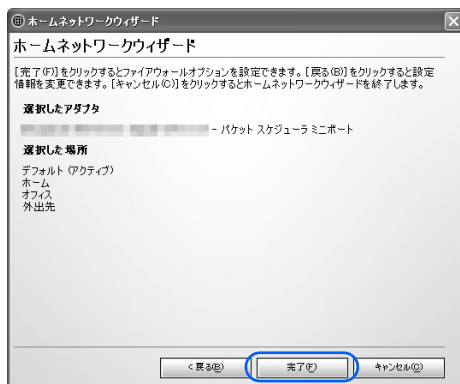 ホームネットワークウィザード
ホームネットワークウィザード
[完了(F)]をクリックするとファイアウォールオプションを設定できます。[戻る(B)]をクリックすると設定
情報を変更できます。[キャンセル(C)]をクリックするとホームネットワークウィザードを終了します。
選択したアダプタ
- パケット スケジューラ ミニポート
選択した場所
デフォルト (アクティブ)
ホーム
オフィス
外出先
< 戻る(B) 完了(F) キャンセル(C)